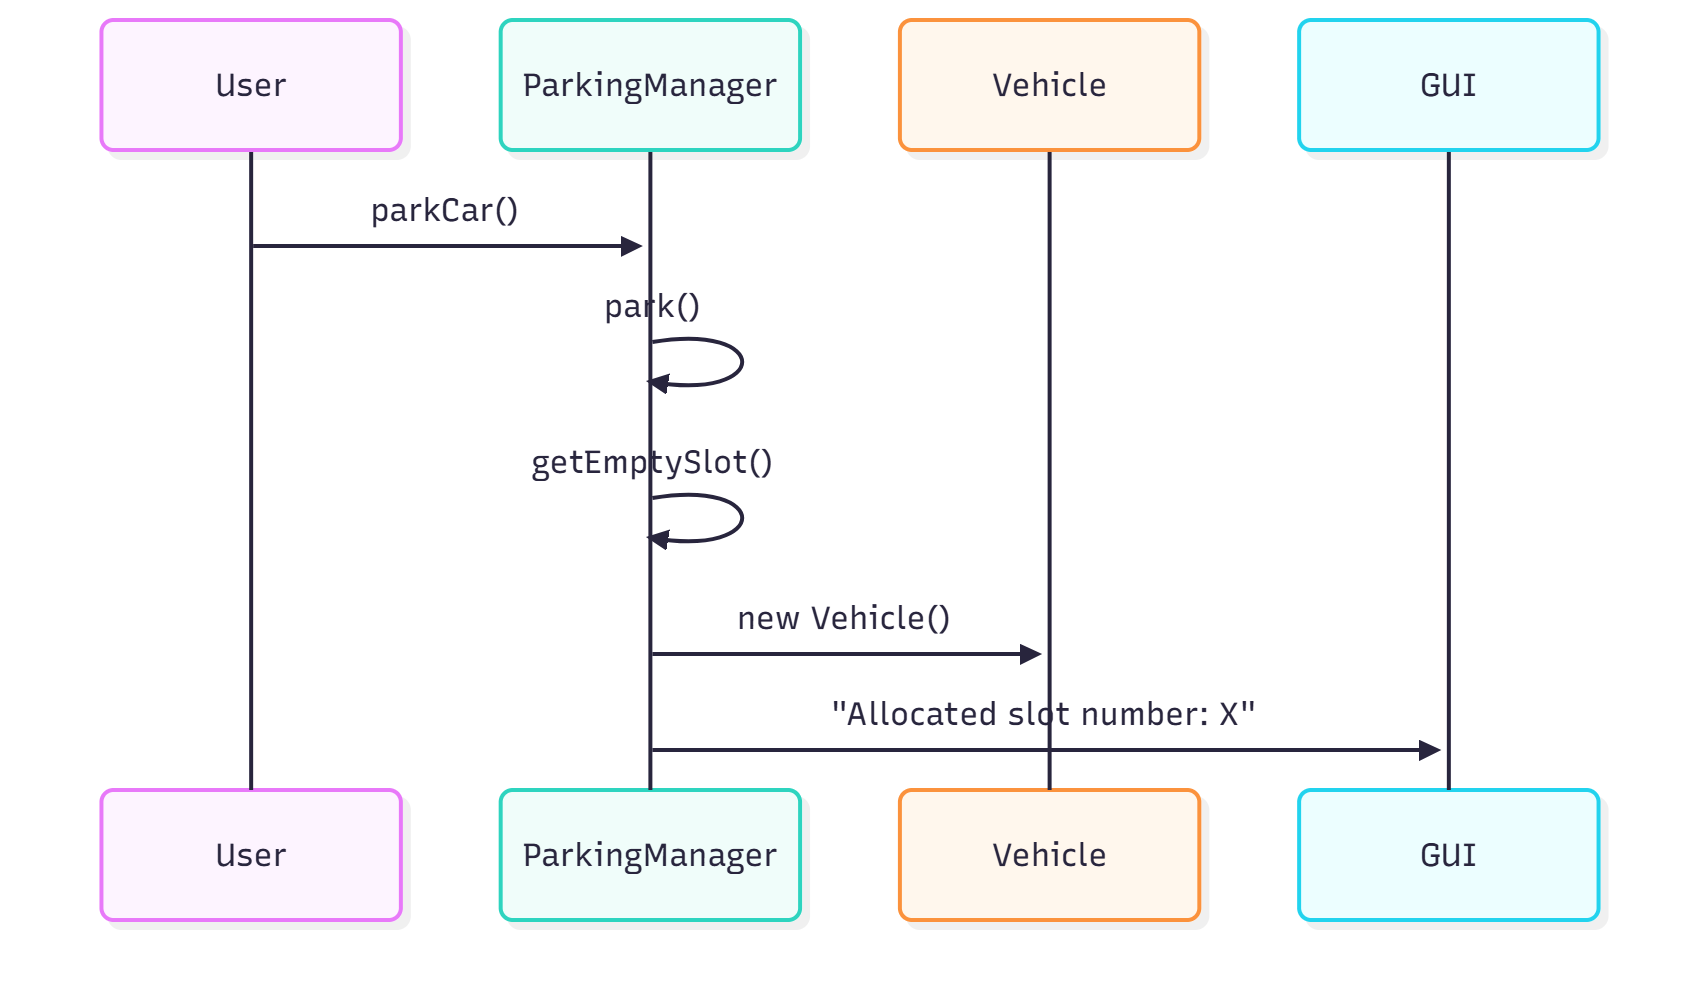 User
ParkingManager
Vehicle
GUI
parkCar()
park()
getEmptySlot()
new Vehicle()
"Allocated slot number: X"
User
ParkingManager
Vehicle
GUI